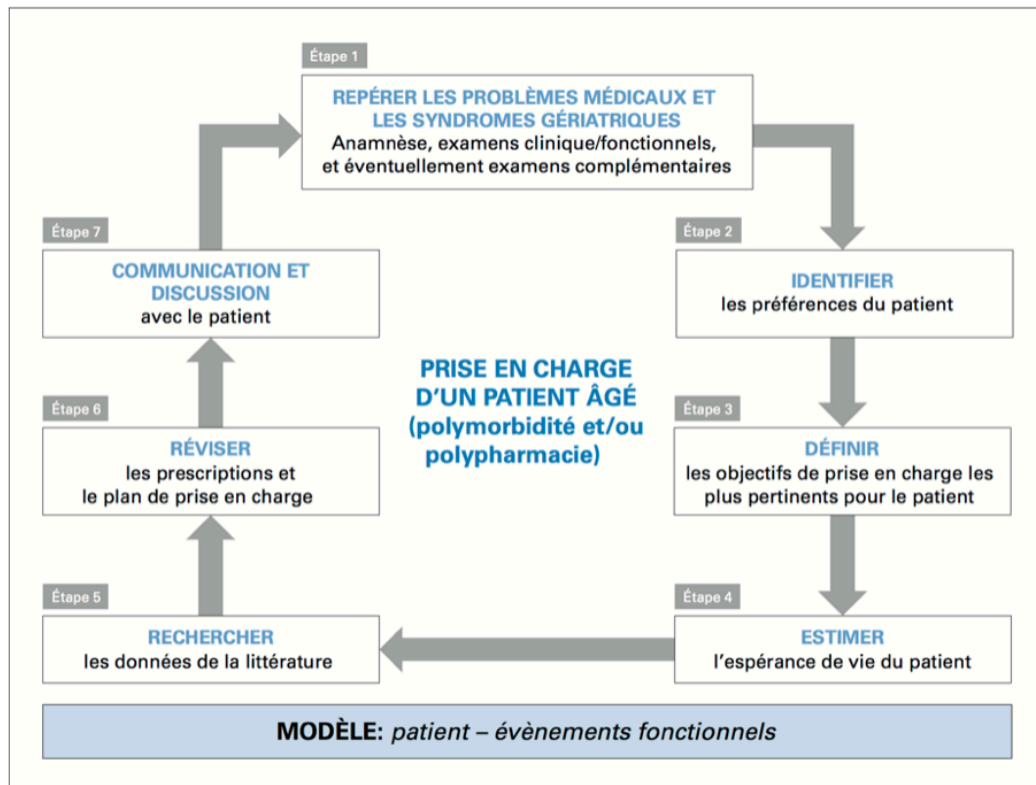 Étape 1
REPÉRER LES PROBLÈMES MÉDICAUX ET
LES SYNDROMES GÉRIATRIQUES
Anamnèse, examens clinique/fonctionnels,
et éventuellement examens complémentaires
Étape 2
IDENTIFIER
les préférences du patient
Étape 3
DÉFINIR
les objectifs de prise en charge les
plus pertinents pour le patient
Étape 4
ESTIMER
l'espérance de vie du patient
Étape 5
RECHERCHER
les données de la littérature
Étape 6
RÉVISER
les prescriptions et
le plan de prise en charge
Étape 7
COMMUNICATION ET
DISCUSSION
avec le patient
PRISE EN CHARGE
D'UN PATIENT ÂGÉ
(polymorbidité et/ou
polypharmacie)
MODÈLE: patient – évènements fonctionnels